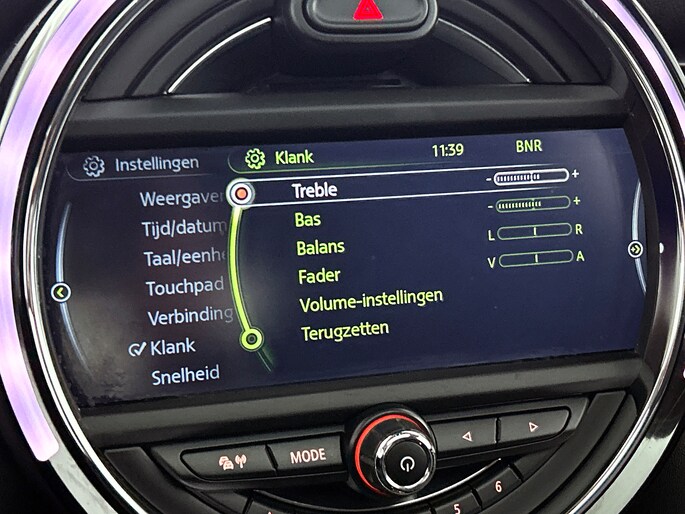 Instellingen
Klank 11:39 BNR
Weergave
Tijd/datum
Taal/eenh
Touchpad
Verbinding
Klank
Snelheid
Treble - +
Bas - +
Balans L R
Fader V A
Volume-instellingen
Terugzetten
MODE
5 6